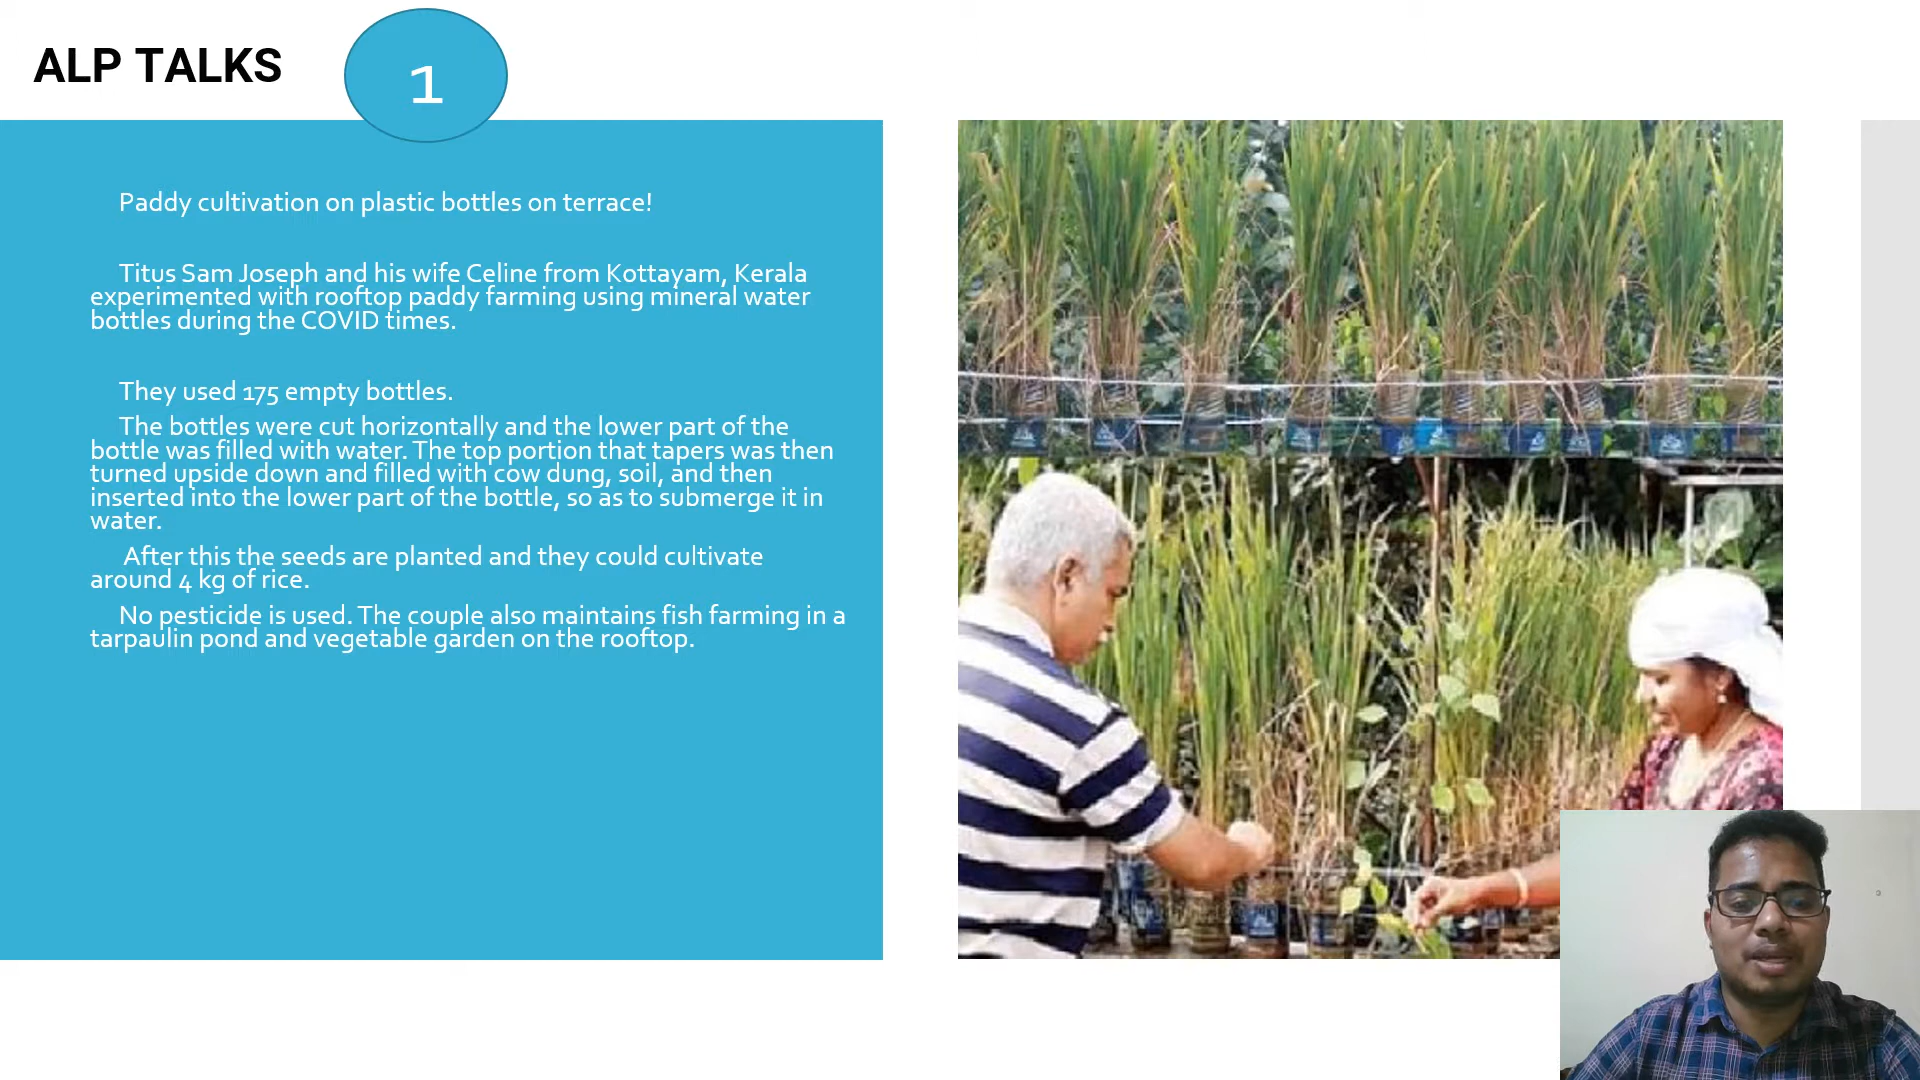 ALP TALKS
1
Paddy cultivation on plastic bottles on terrace!
Titus Sam Joseph and his wife Celine from Kottayam, Kerala
experimented with rooftop paddy farming using mineral water
bottles during the COVID times.
They used 175 empty bottles.
The bottles were cut horizontally and the lower part of the
bottle was filled with water. The top portion that tapers was then
turned upside down and filled with cow dung, soil, and then
inserted into the lower part of the bottle, so as to submerge it in
water.
After this the seeds are planted and they could cultivate
around 4 kg of rice.
No pesticide is used. The couple also maintains fish farming in a
tarpaulin pond and vegetable garden on the rooftop.